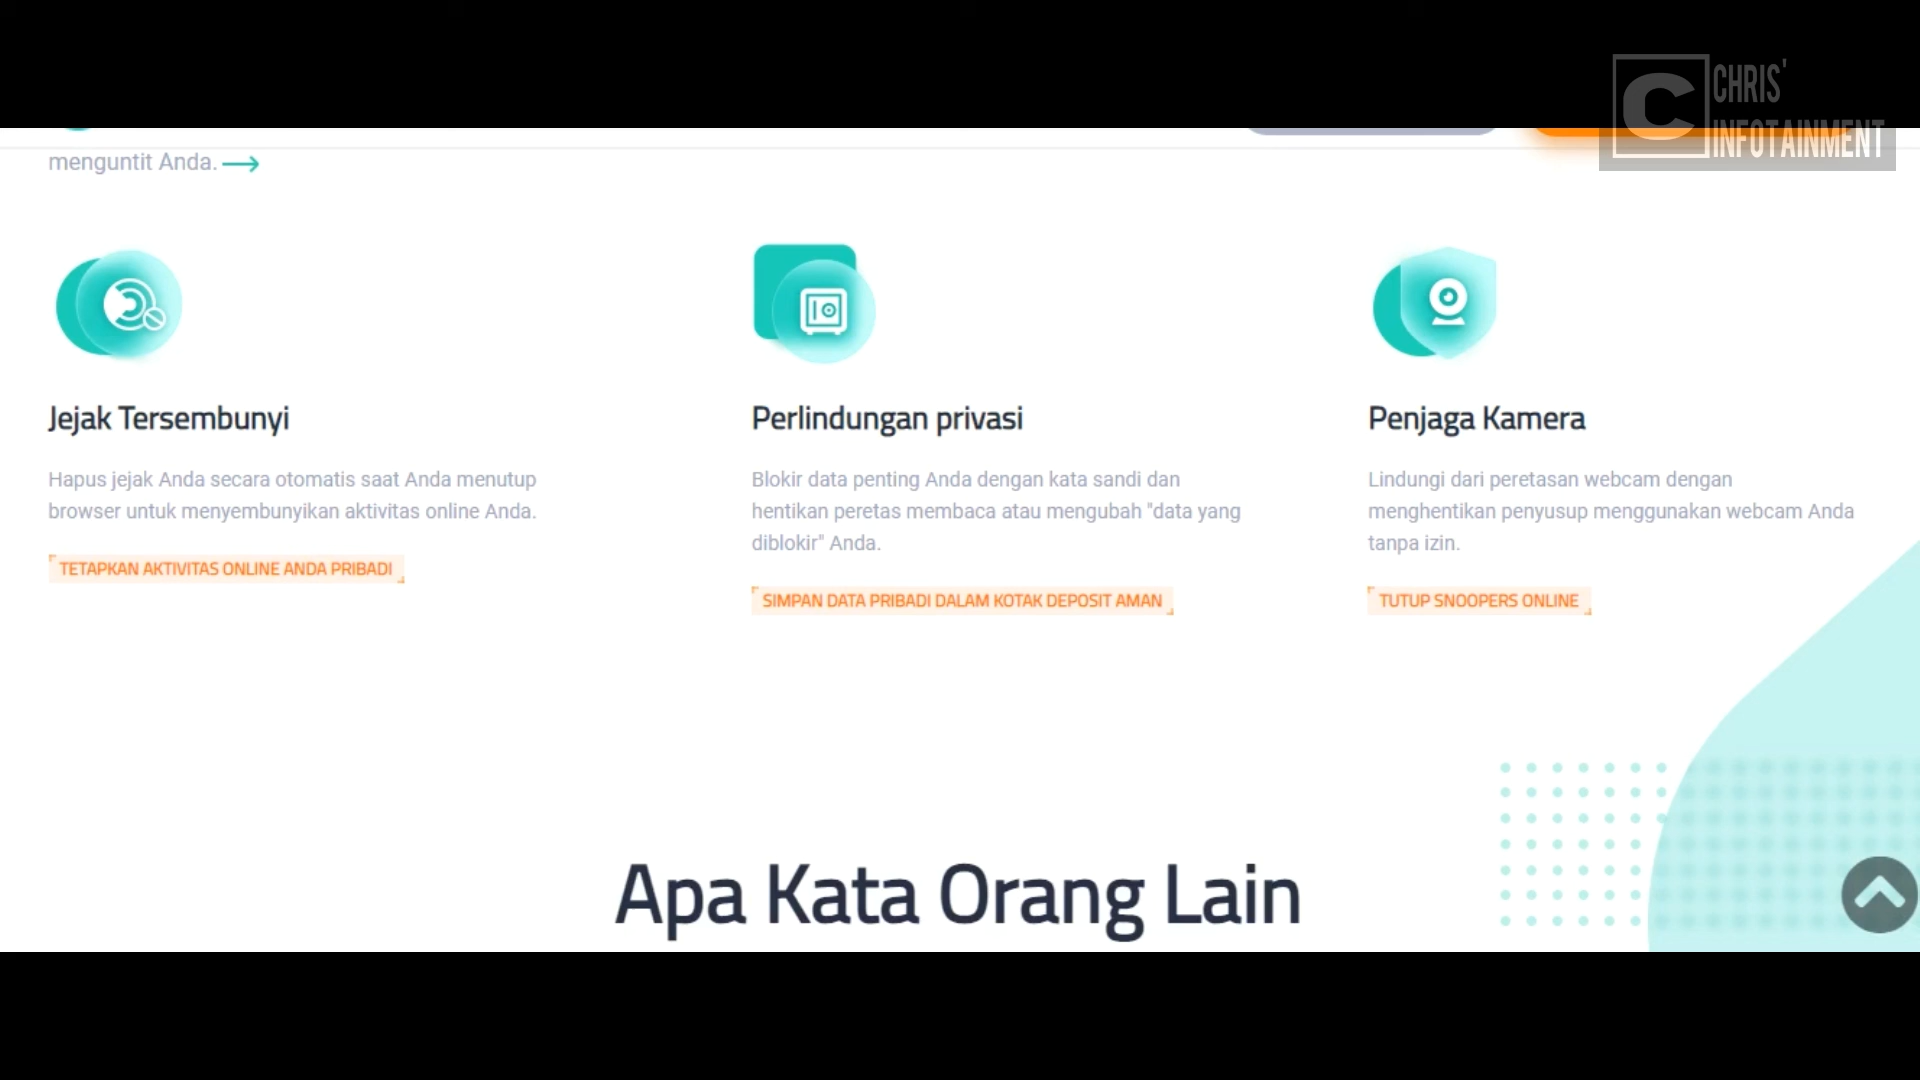 C CHRIS'
INFOTAINMENT
menguntit Anda.
Jejak Tersembunyi
Hapus jejak Anda secara otomatis saat Anda menutup
browser untuk menyembunyikan aktivitas online Anda.
TETAPKAN AKTIVITAS ONLINE ANDA PRIBADI
Perlindungan privasi
Blokir data penting Anda dengan kata sandi dan
hentikan peretas membaca atau mengubah "data yang
diblokir" Anda.
SIMPAN DATA PRIBADI DALAM KOTAK DEPOSIT AMAN
Penjaga Kamera
Lindungi dari peretasan webcam dengan
menghentikan penyusup menggunakan webcam Anda
tanpa izin.
TUTUP SNOOPERS ONLINE
Apa Kata Orang Lain